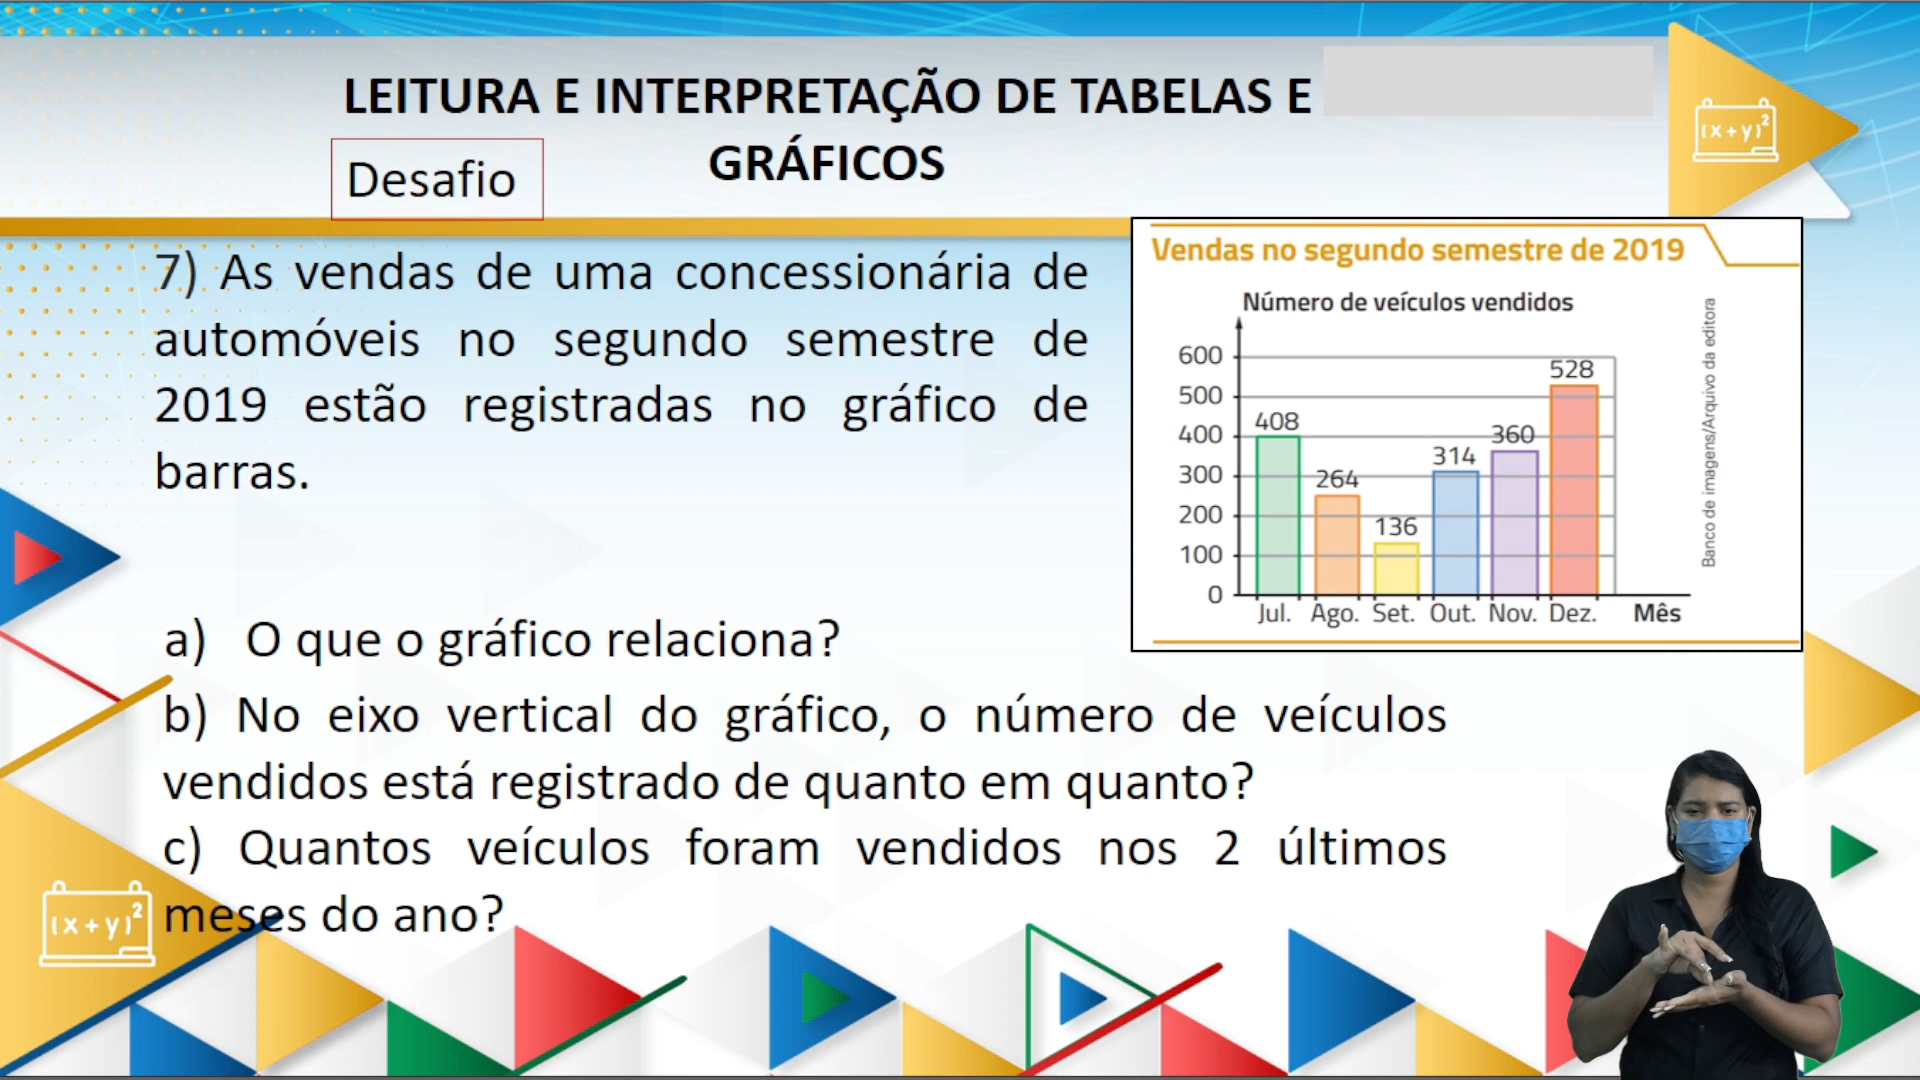 LEITURA E INTERPRETAÇÃO DE TABELAS E
GRÁFICOS
Desafio
(x+y)²
7) As vendas de uma concessionária de
automóveis no segundo semestre de
2019 estão registradas no gráfico de
barras.
Vendas no segundo semestre de 2019
Número de veículos vendidos
600
500
400
300
200
100
0
408
264
136
314
360
528
Jul. Ago. Set. Out. Nov. Dez. Mês
Banco de imagens/Arquivo da editora
a) O que o gráfico relaciona?
b) No eixo vertical do gráfico, o número de veículos
vendidos está registrado de quanto em quanto?
c) Quantos veículos foram vendidos nos 2 últimos
meses do ano?
(x+y)²